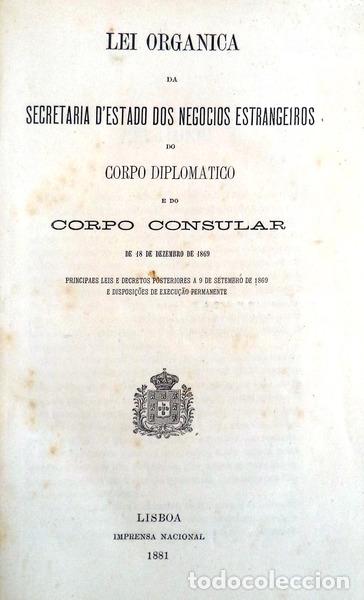 LEI ORGANICA
DA
SECRETARIA D'ESTADO DOS NEGOCIOS ESTRANGEIROS
DO
CORPO DIPLOMATICO
E DO
CORPO CONSULAR
DE 18 DE DEZEMBRO DE 1869
PRINCIPAES LEIS E DECRETOS POSTERIORES A 9 DE SETEMBRO DE 1869
E DISPOSIÇÕES DE EXECUÇÃO PERMANENTE
LISBOA
IMPRENSA NACIONAL
1881
todocoleccion